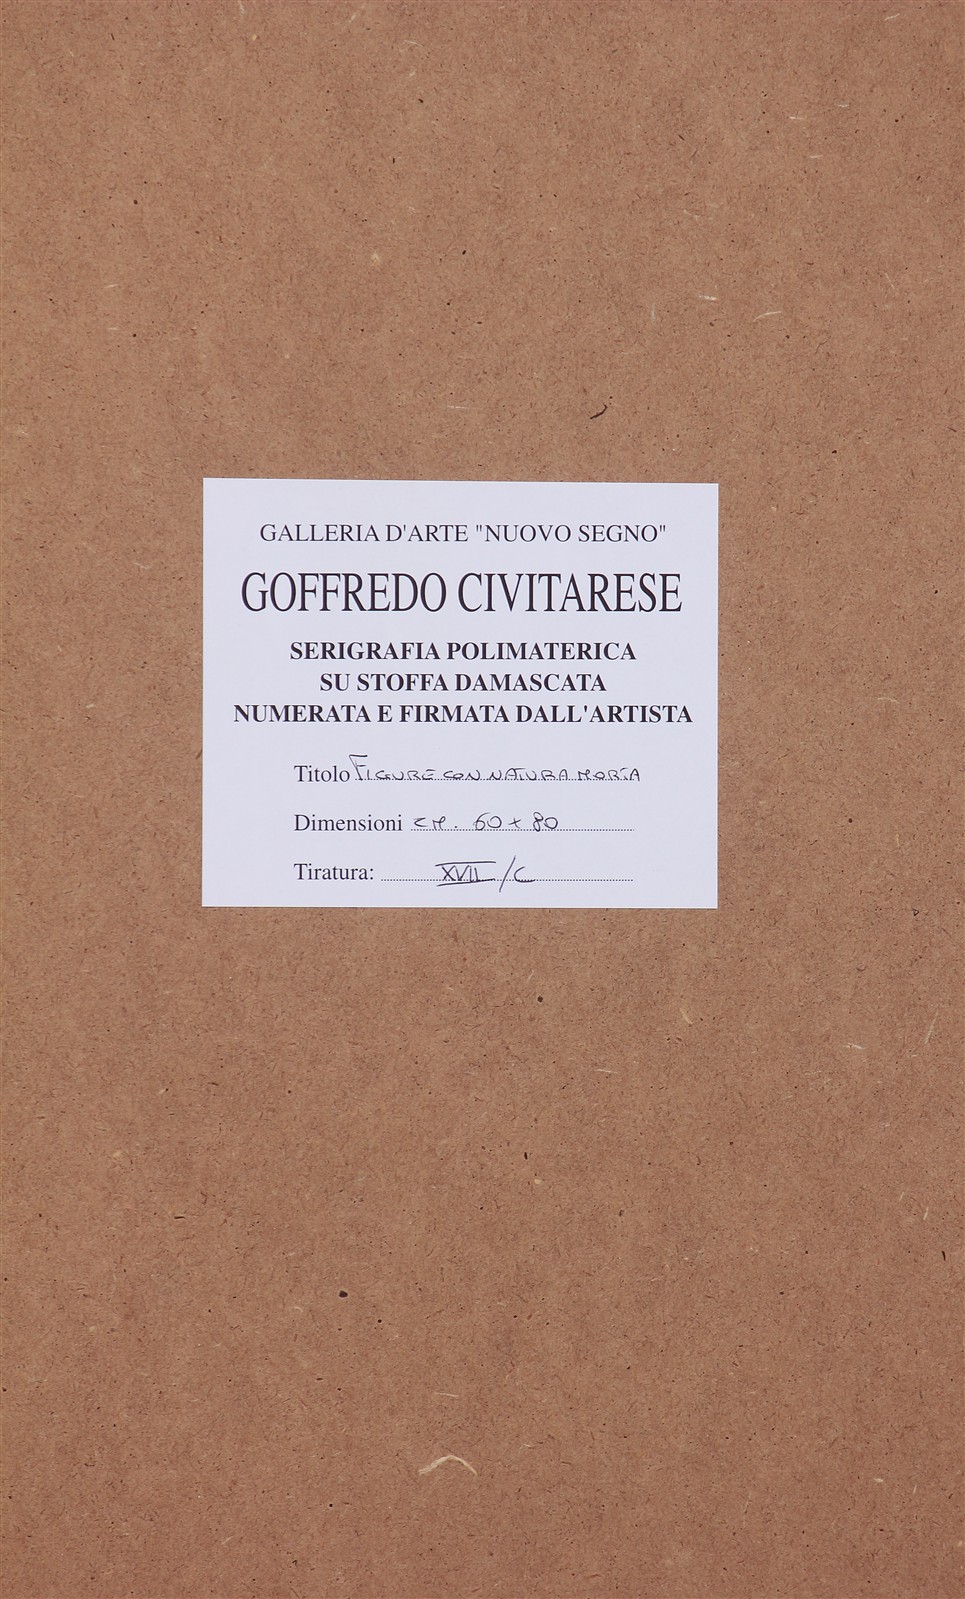 GALLERIA D'ARTE "NUOVO SEGNO"
GOFFREDO CIVITARESE
SERIGRAFIA POLIMATERICA
SU STOFFA DAMASCATA
NUMERATA E FIRMATA DALL'ARTISTA
Titolo FIGURE CON NATURA MORTA
Dimensioni CM. 60 x 80
Tiratura: XVII/C